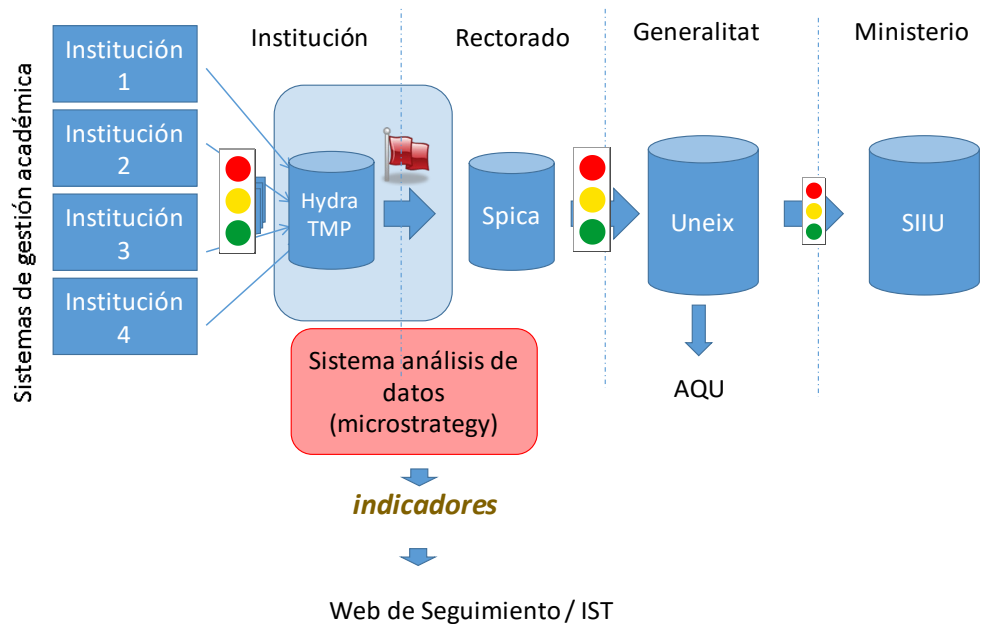 Sistemas de gestión académica
Institución
1
Institución
2
Institución
3
Institución
4
Institución
Rectorado
Generalitat
Ministerio
Hydra
TMP
Spica
Uneix
SIIU
AQU
Sistema análisis de
datos
(microstrategy)
indicadores
Web de Seguimiento / IST